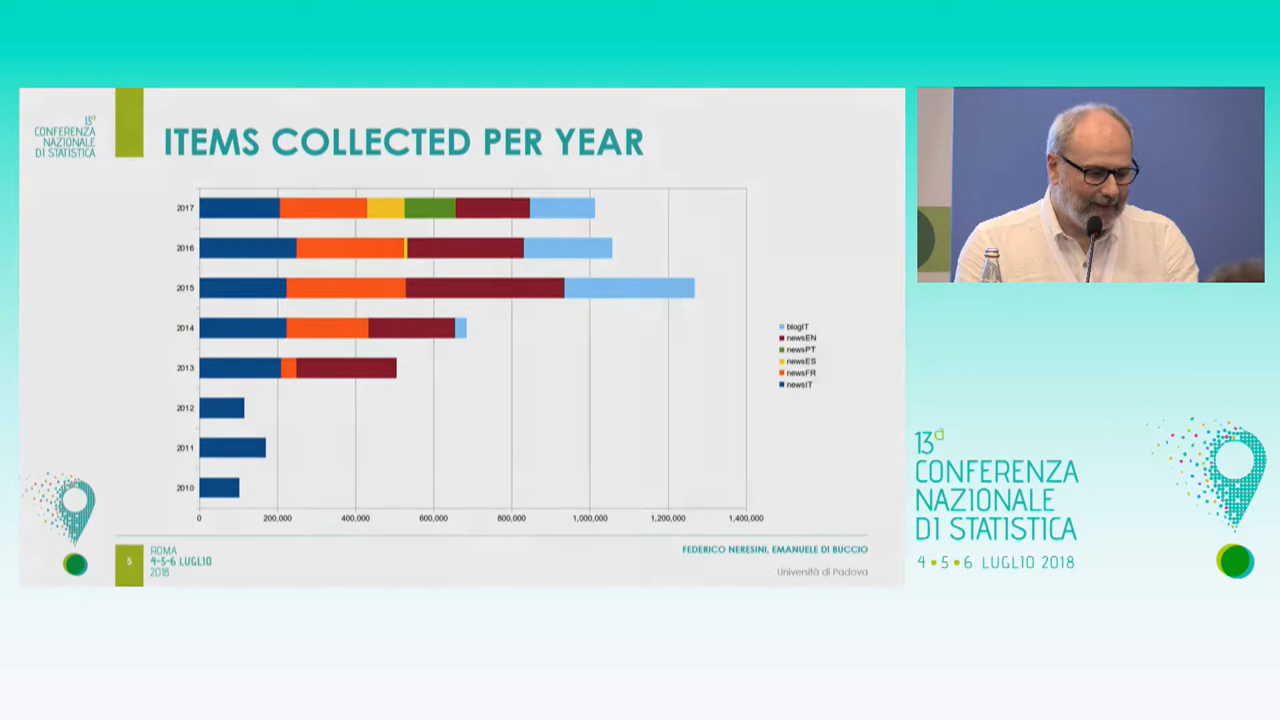 13ª
CONFERENZA
NAZIONALE
DI STATISTICA
ITEMS COLLECTED PER YEAR
2017
2016
2015
2014
2013
2012
2011
2010
0 200,000 400,000 600,000 800,000 1,000,000 1,200,000 1,400,000
blogIT
newsEN
newsPT
newsES
newsFR
newsIT
5
ROMA
4-5-6 LUGLIO
2018
FEDERICO NERESINI, EMANUELE DI BUCCIO
Università di Padova
13ª
CONFERENZA
NAZIONALE
DI STATISTICA
4 • 5 • 6 LUGLIO 2018